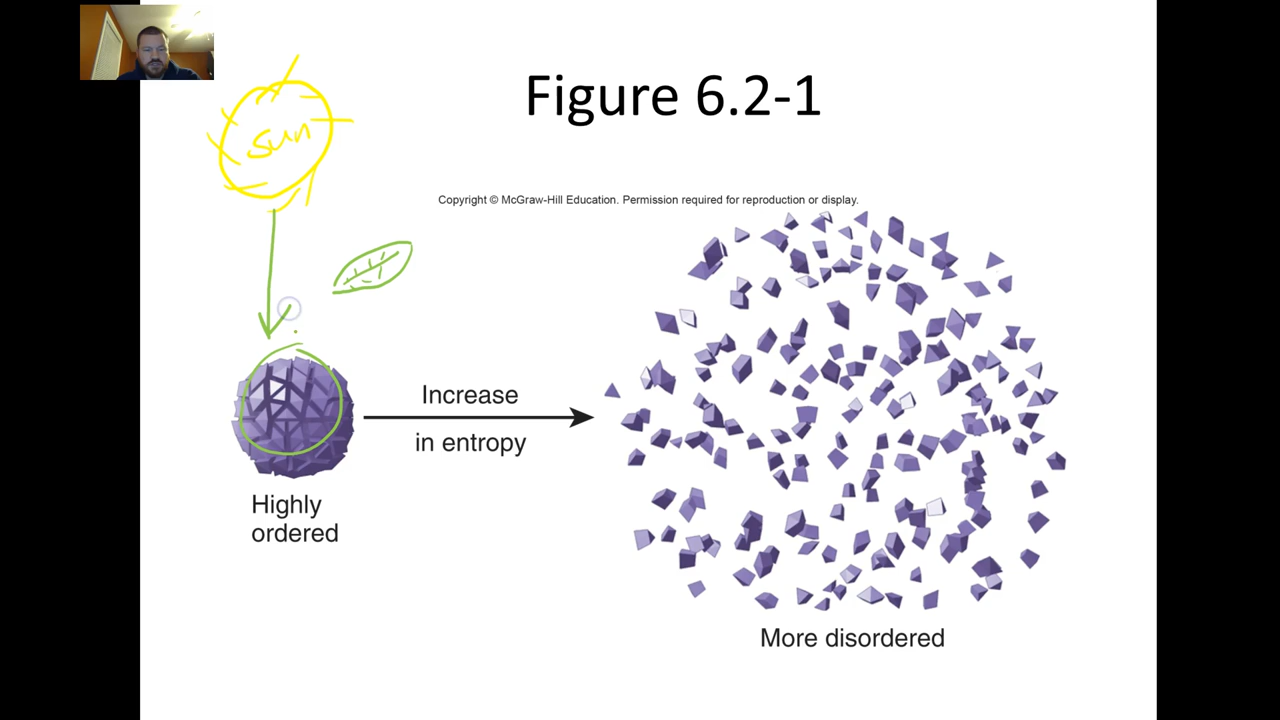 Figure 6.2-1
sun
Copyright © McGraw-Hill Education. Permission required for reproduction or display.
Increase
in entropy
Highly
ordered
More disordered